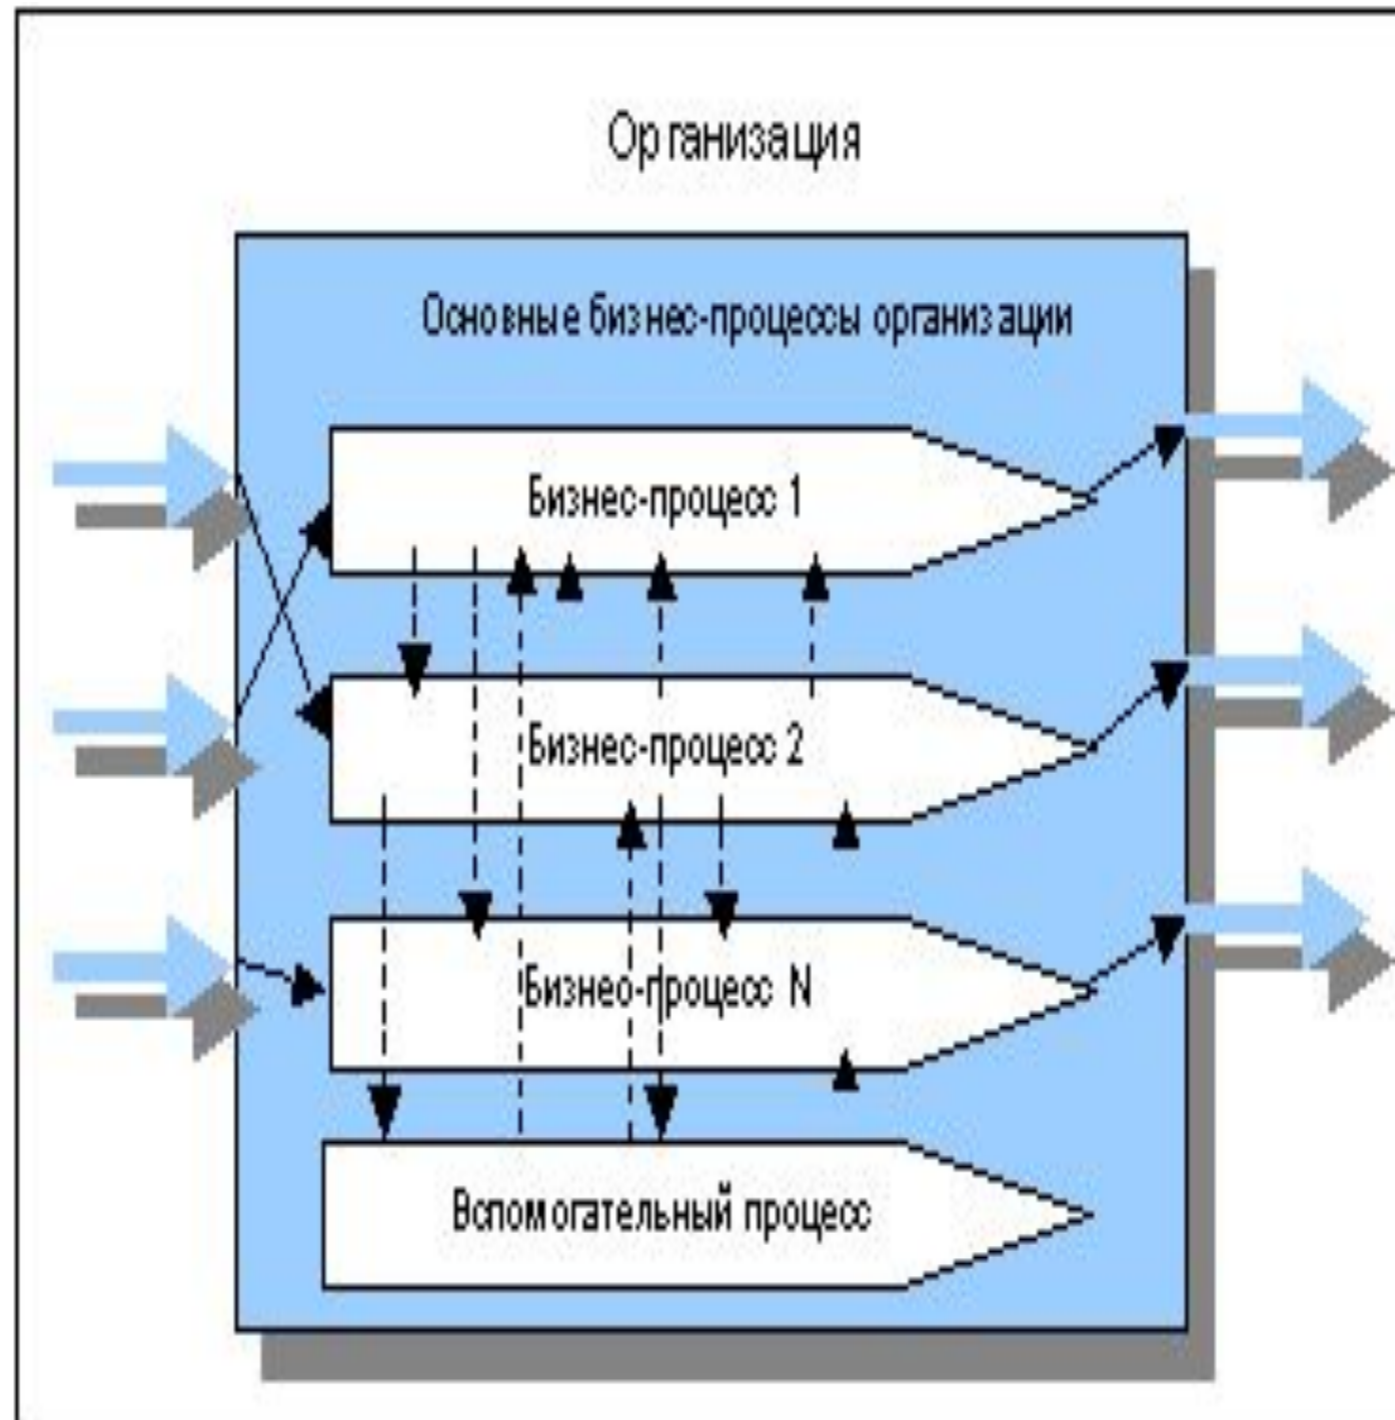 Организация
Основные бизнес-процессы организации
Бизнес-процесс 1
Бизнес-процесс 2
Бизнес-процесс N
Вспомогательный процесс